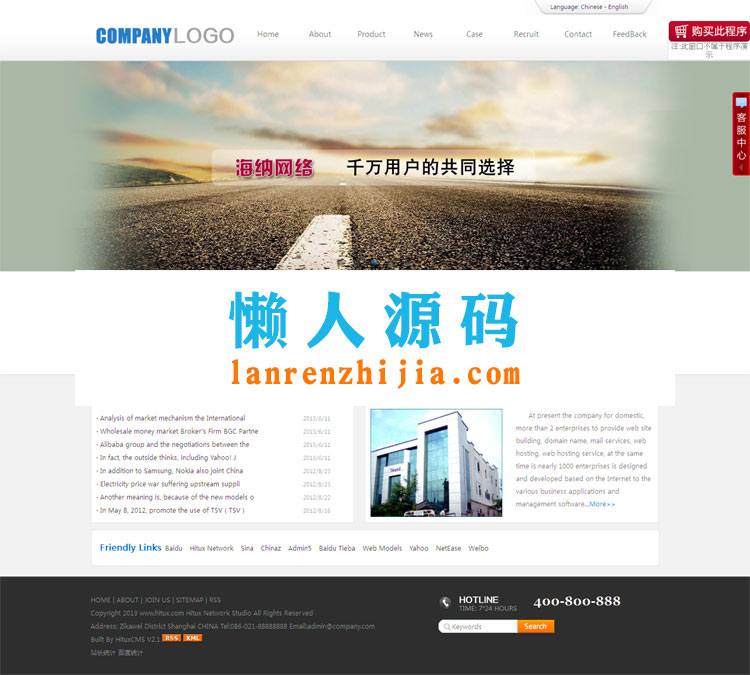 Language: Chinese - English
COMPANY LOGO
Home About Product News Case Recruit Contact FeedBack
购买此程序
注:此窗口不属于程序演
示
客服中心
海纳网络 千万用户的共同选择
懒人源码
lanrenzhijia.com
· Analysis of market mechanism the International 2013/6/11
· Wholesale money market Broker's Firm BGC Partne 2013/6/11
· Alibaba group and the negotiations between the 2013/6/11
· In fact, the outside thinks, including Yahoo! J 2013/6/11
· In addition to Samsung, Nokia also joint China 2012/8/23
· Electricity price war suffering upstream suppli 2012/8/23
· Another meaning is, because of the new models o 2012/8/22
· In May 8, 2012, promote the use of TSV ( TSV ) 2012/8/16
At present the company for domestic,
more than 2 enterprises to provide web site
building, domain name, mail services, web
hosting, web hosting service, at the same
time is nearly 1000 enterprises is designed
and developed based on the Internet to the
various business applications and
management software...More>>
Friendly Links Baidu Hitux Network Sina Chinaz Admin5 Baidu Tieba Web Models Yahoo NetEase Weibo
HOME | ABOUT | JOIN US | SITEMAP | RSS
Copyright 2013 www.hitux.com Hitux Network Studio All Rights Reserved
Address: Zikawei District Shanghai CHINA Tel:086-021-88888888 Email:admin@company.com
Built By HituxCMS V2.1 RSS XML
站长统计 百度统计
HOTLINE
TIME: 7*24 HOURS
400-800-888
Keywords Search